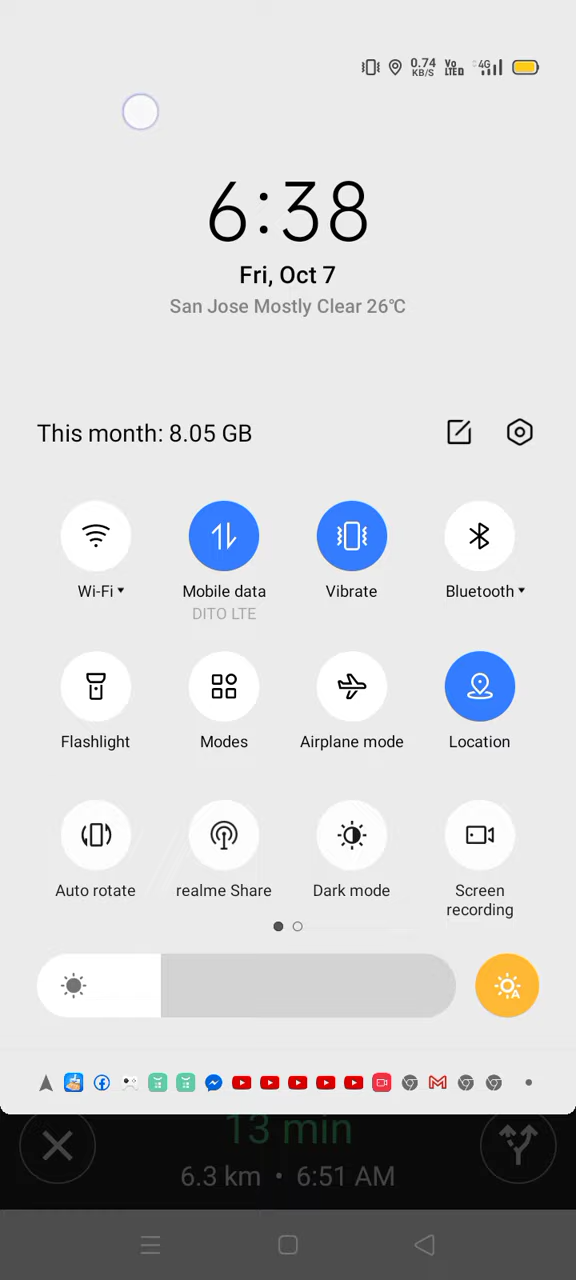 0.74
KB/S
Vo
LTE
4G
6:38
Fri, Oct 7
San Jose Mostly Clear 26°C
This month: 8.05 GB
Wi-Fi
Mobile data
DITO LTE
Vibrate
Bluetooth
Flashlight
Modes
Airplane mode
Location
Auto rotate
realme Share
Dark mode
Screen
recording
13 min
6.3 km • 6:51 AM